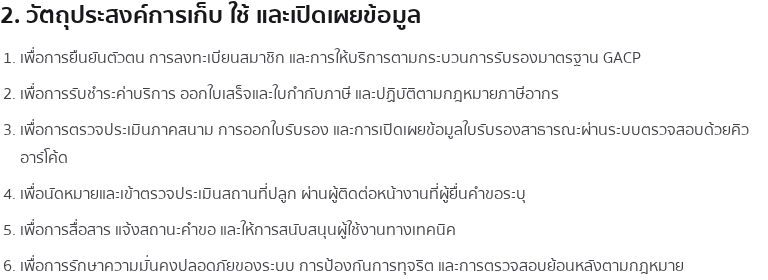 2. วัตถุประสงค์การเก็บ ใช้ และเปิดเผยข้อมูล
1. เพื่อการยืนยันตัวตน การลงทะเบียนสมาชิก และการให้บริการตามกระบวนการรับรองมาตรฐาน GACP
2. เพื่อการรับชำระค่าบริการ ออกใบเสร็จและใบกำกับภาษี และปฏิบัติตามกฎหมายภาษีอากร
3. เพื่อการตรวจประเมินภาคสนาม การออกใบรับรอง และการเปิดเผยข้อมูลใบรับรองสาธารณะผ่านระบบตรวจสอบด้วยคิว
อาร์โค้ด
4. เพื่อนัดหมายและเข้าตรวจประเมินสถานที่ปลูก ผ่านผู้ติดต่อหน้างานที่ผู้ยื่นคำขอระบุ
5. เพื่อการสื่อสาร แจ้งสถานะคำขอ และให้การสนับสนุนผู้ใช้งานทางเทคนิค
6. เพื่อการรักษาความมั่นคงปลอดภัยของระบบ การป้องกันการทุจริต และการตรวจสอบย้อนหลังตามกฎหมาย